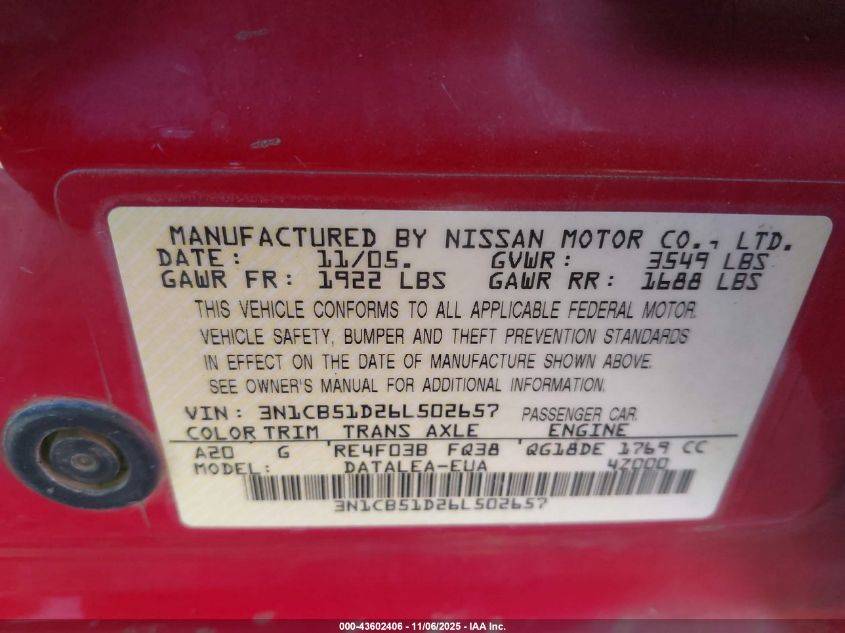 MANUFACTURED BY NISSAN MOTOR CO., LTD.
DATE: 11/05. GVWR: 3549 LBS
GAWR FR: 1922 LBS GAWR RR: 1688 LBS
THIS VEHICLE CONFORMS TO ALL APPLICABLE FEDERAL MOTOR
VEHICLE SAFETY, BUMPER AND THEFT PREVENTION STANDARDS
IN EFFECT ON THE DATE OF MANUFACTURE SHOWN ABOVE.
SEE OWNER'S MANUAL FOR ADDITIONAL INFORMATION.
VIN: 3N1CB51D26L502657 PASSENGER CAR
COLOR TRIM TRANS AXLE ENGINE
A20 G RE4F03B FQ38 QG18DE 1769 CC
MODEL: DATALEA-EUA 4Z000
3N1CB51D26L502657
000-43602406 - 11/06/2025 - IAA Inc.